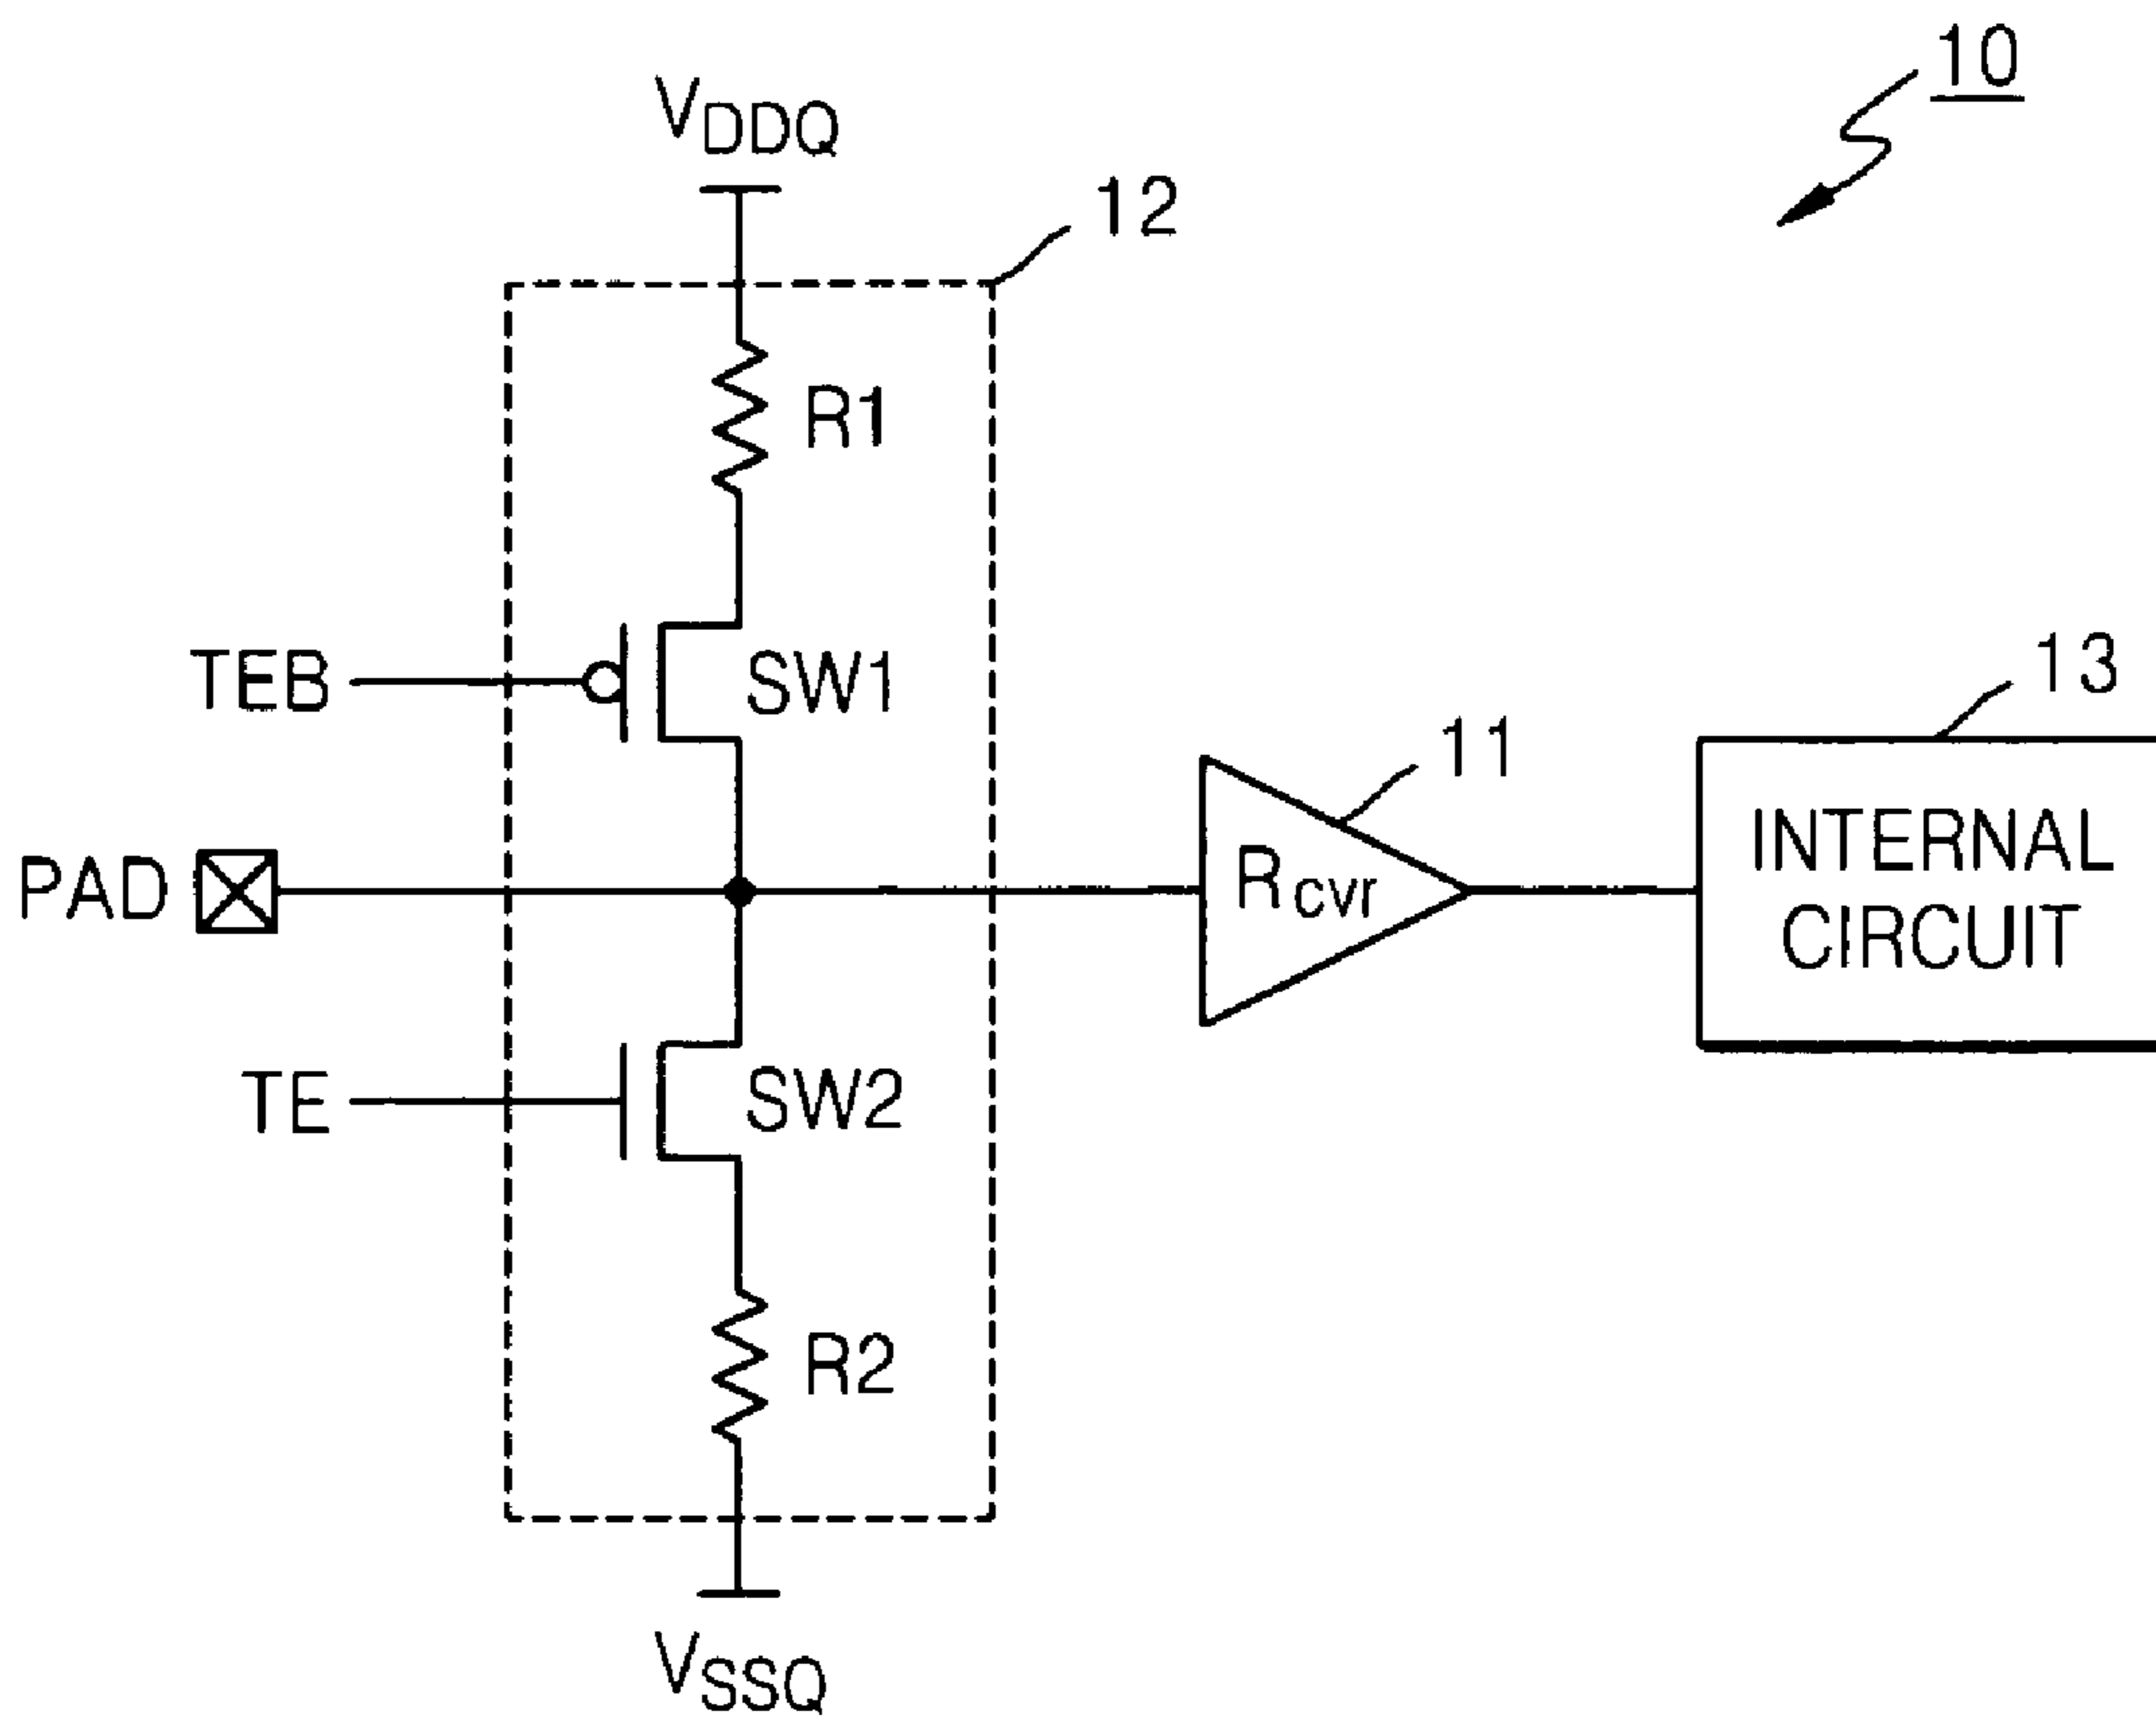 10
VDDQ
12
R1
TEB
SW1
13
11
PAD
Rcvr
INTERNAL
CIRCUIT
TE
SW2
R2
VSSQ